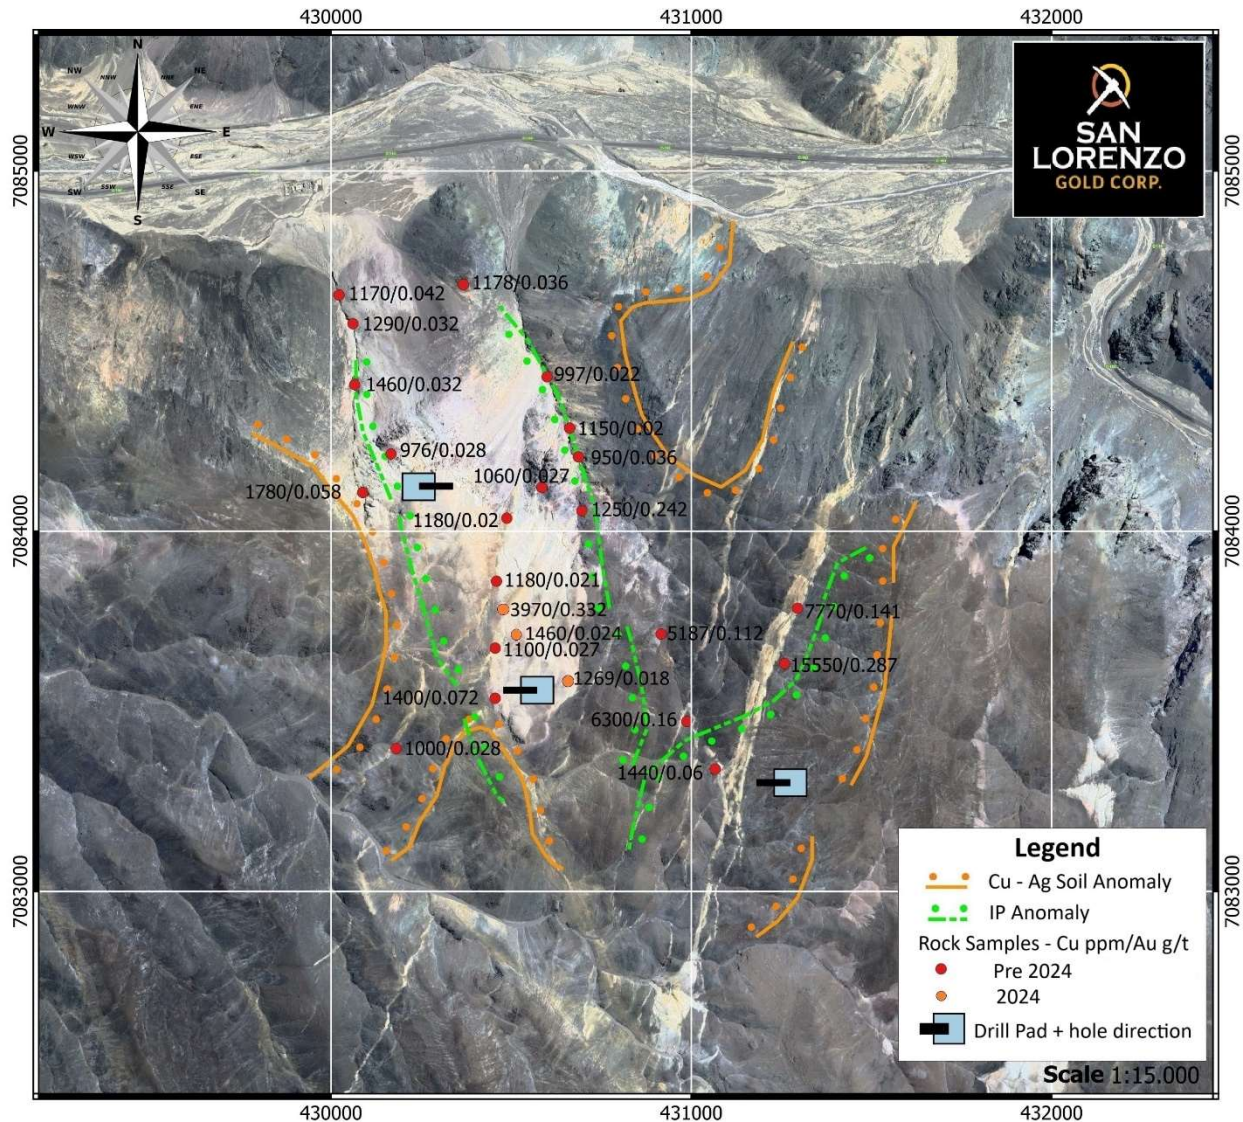 430000
431000
432000
N
NNW
NNE
NW
NE
WNW
ENE
W
E
WSW
ESE
SW
SSW
SSE
SE
S
SAN
LORENZO
GOLD CORP.
7085000
7085000
1178/0.036
1170/0.042
1290/0.032
997/0.022
1460/0.032
1150/0.02
976/0.028
950/0.036
1060/0.027
1780/0.058
1250/0.242
1180/0.02
7084000
7084000
1180/0.021
3970/0.332
7770/0.141
1460/0.024
5187/0.112
1100/0.027
15550/0.287
1269/0.018
1400/0.072
6300/0.16
1000/0.028
1440/0.06
7083000
7083000
Legend
Cu - Ag Soil Anomaly
IP Anomaly
Rock Samples - Cu ppm/Au g/t
Pre 2024
2024
Drill Pad + hole direction
Scale 1:15.000
430000
431000
432000